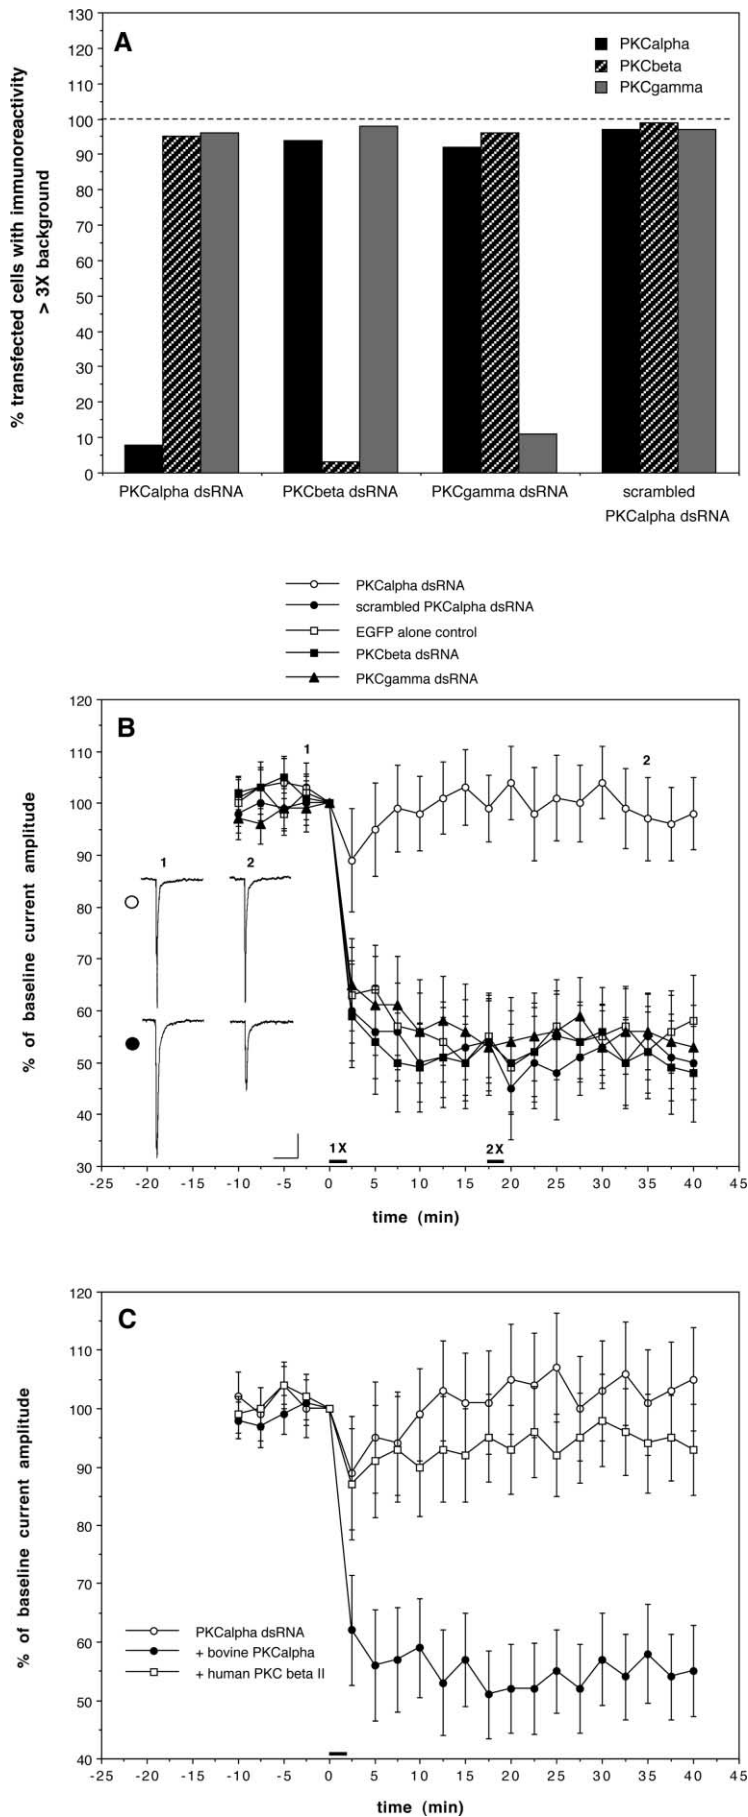 A
PKCalpha
PKCbeta
PKCgamma
% transfected cells with immunoreactivity
> 3X background
130
120
110
100
90
80
70
60
50
40
30
20
10
0
PKCalpha dsRNA
PKCbeta dsRNA
PKCgamma dsRNA
scrambled
PKCalpha dsRNA
PKCalpha dsRNA
scrambled PKCalpha dsRNA
EGFP alone control
PKCbeta dsRNA
PKCgamma dsRNA
B
1
2
% of baseline current amplitude
120
110
100
90
80
70
60
50
40
30
1
2
1X
2X
-25
-20
-15
-10
-5
0
5
10
15
20
25
30
35
40
45
time (min)
C
% of baseline current amplitude
120
110
100
90
80
70
60
50
40
PKCalpha dsRNA
+ bovine PKCalpha
+ human PKC beta II
-25
-20
-15
-10
-5
0
5
10
15
20
25
30
35
40
45
time (min)